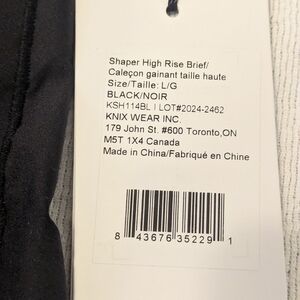 Shaper High Rise Brief/
Caleçon gainant taille haute
Size/Taille: L/G
BLACK/NOIR
KSH114BL | LOT#2024-2462
KNIX WEAR INC.
179 John St. #600 Toronto,ON
M5T 1X4 Canada
Made in China/Fabriqué en Chine
8 43676 35229 1